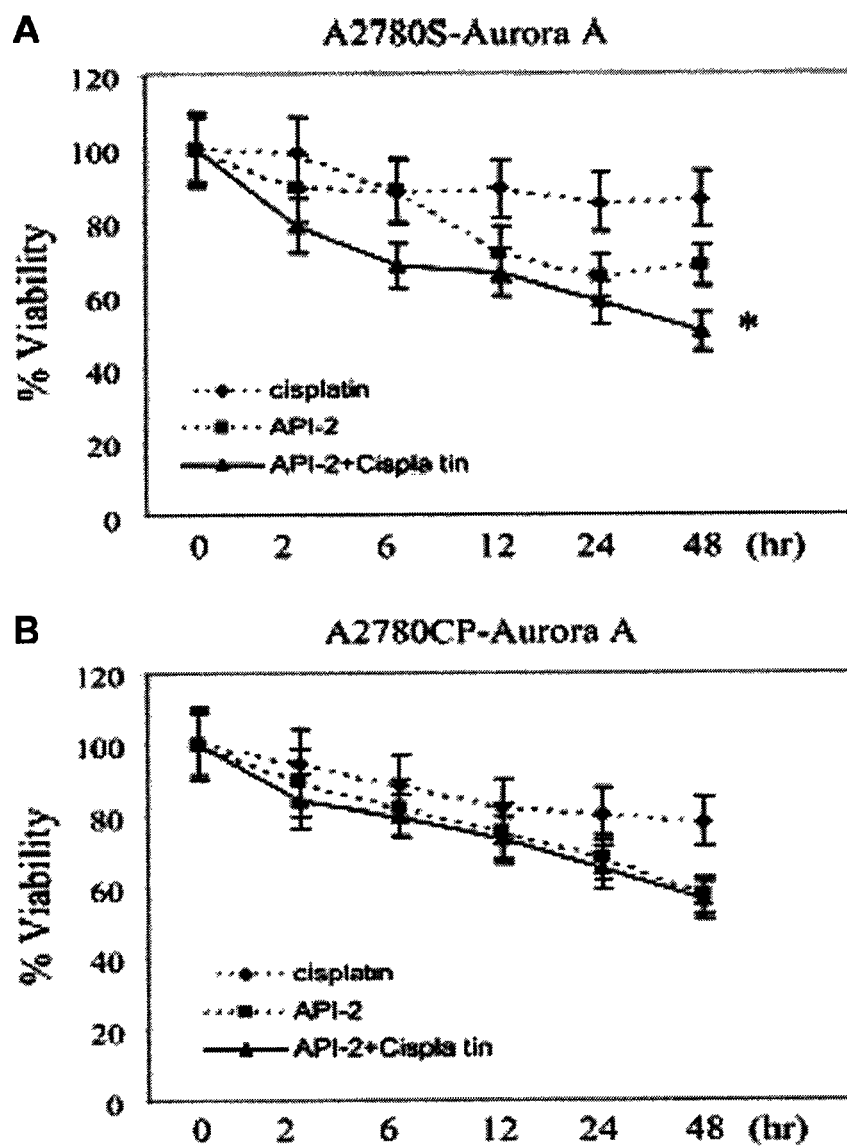 A
A2780S-Aurora A
120
100
80
60
40
20
0
% Viability
*
cisplatin
API-2
API-2+Cispla tin
0 2 6 12 24 48 (hr)
B
A2780CP-Aurora A
120
100
80
60
40
20
0
% Viability
cisplatin
API-2
API-2+Cispla tin
0 2 6 12 24 48 (hr)